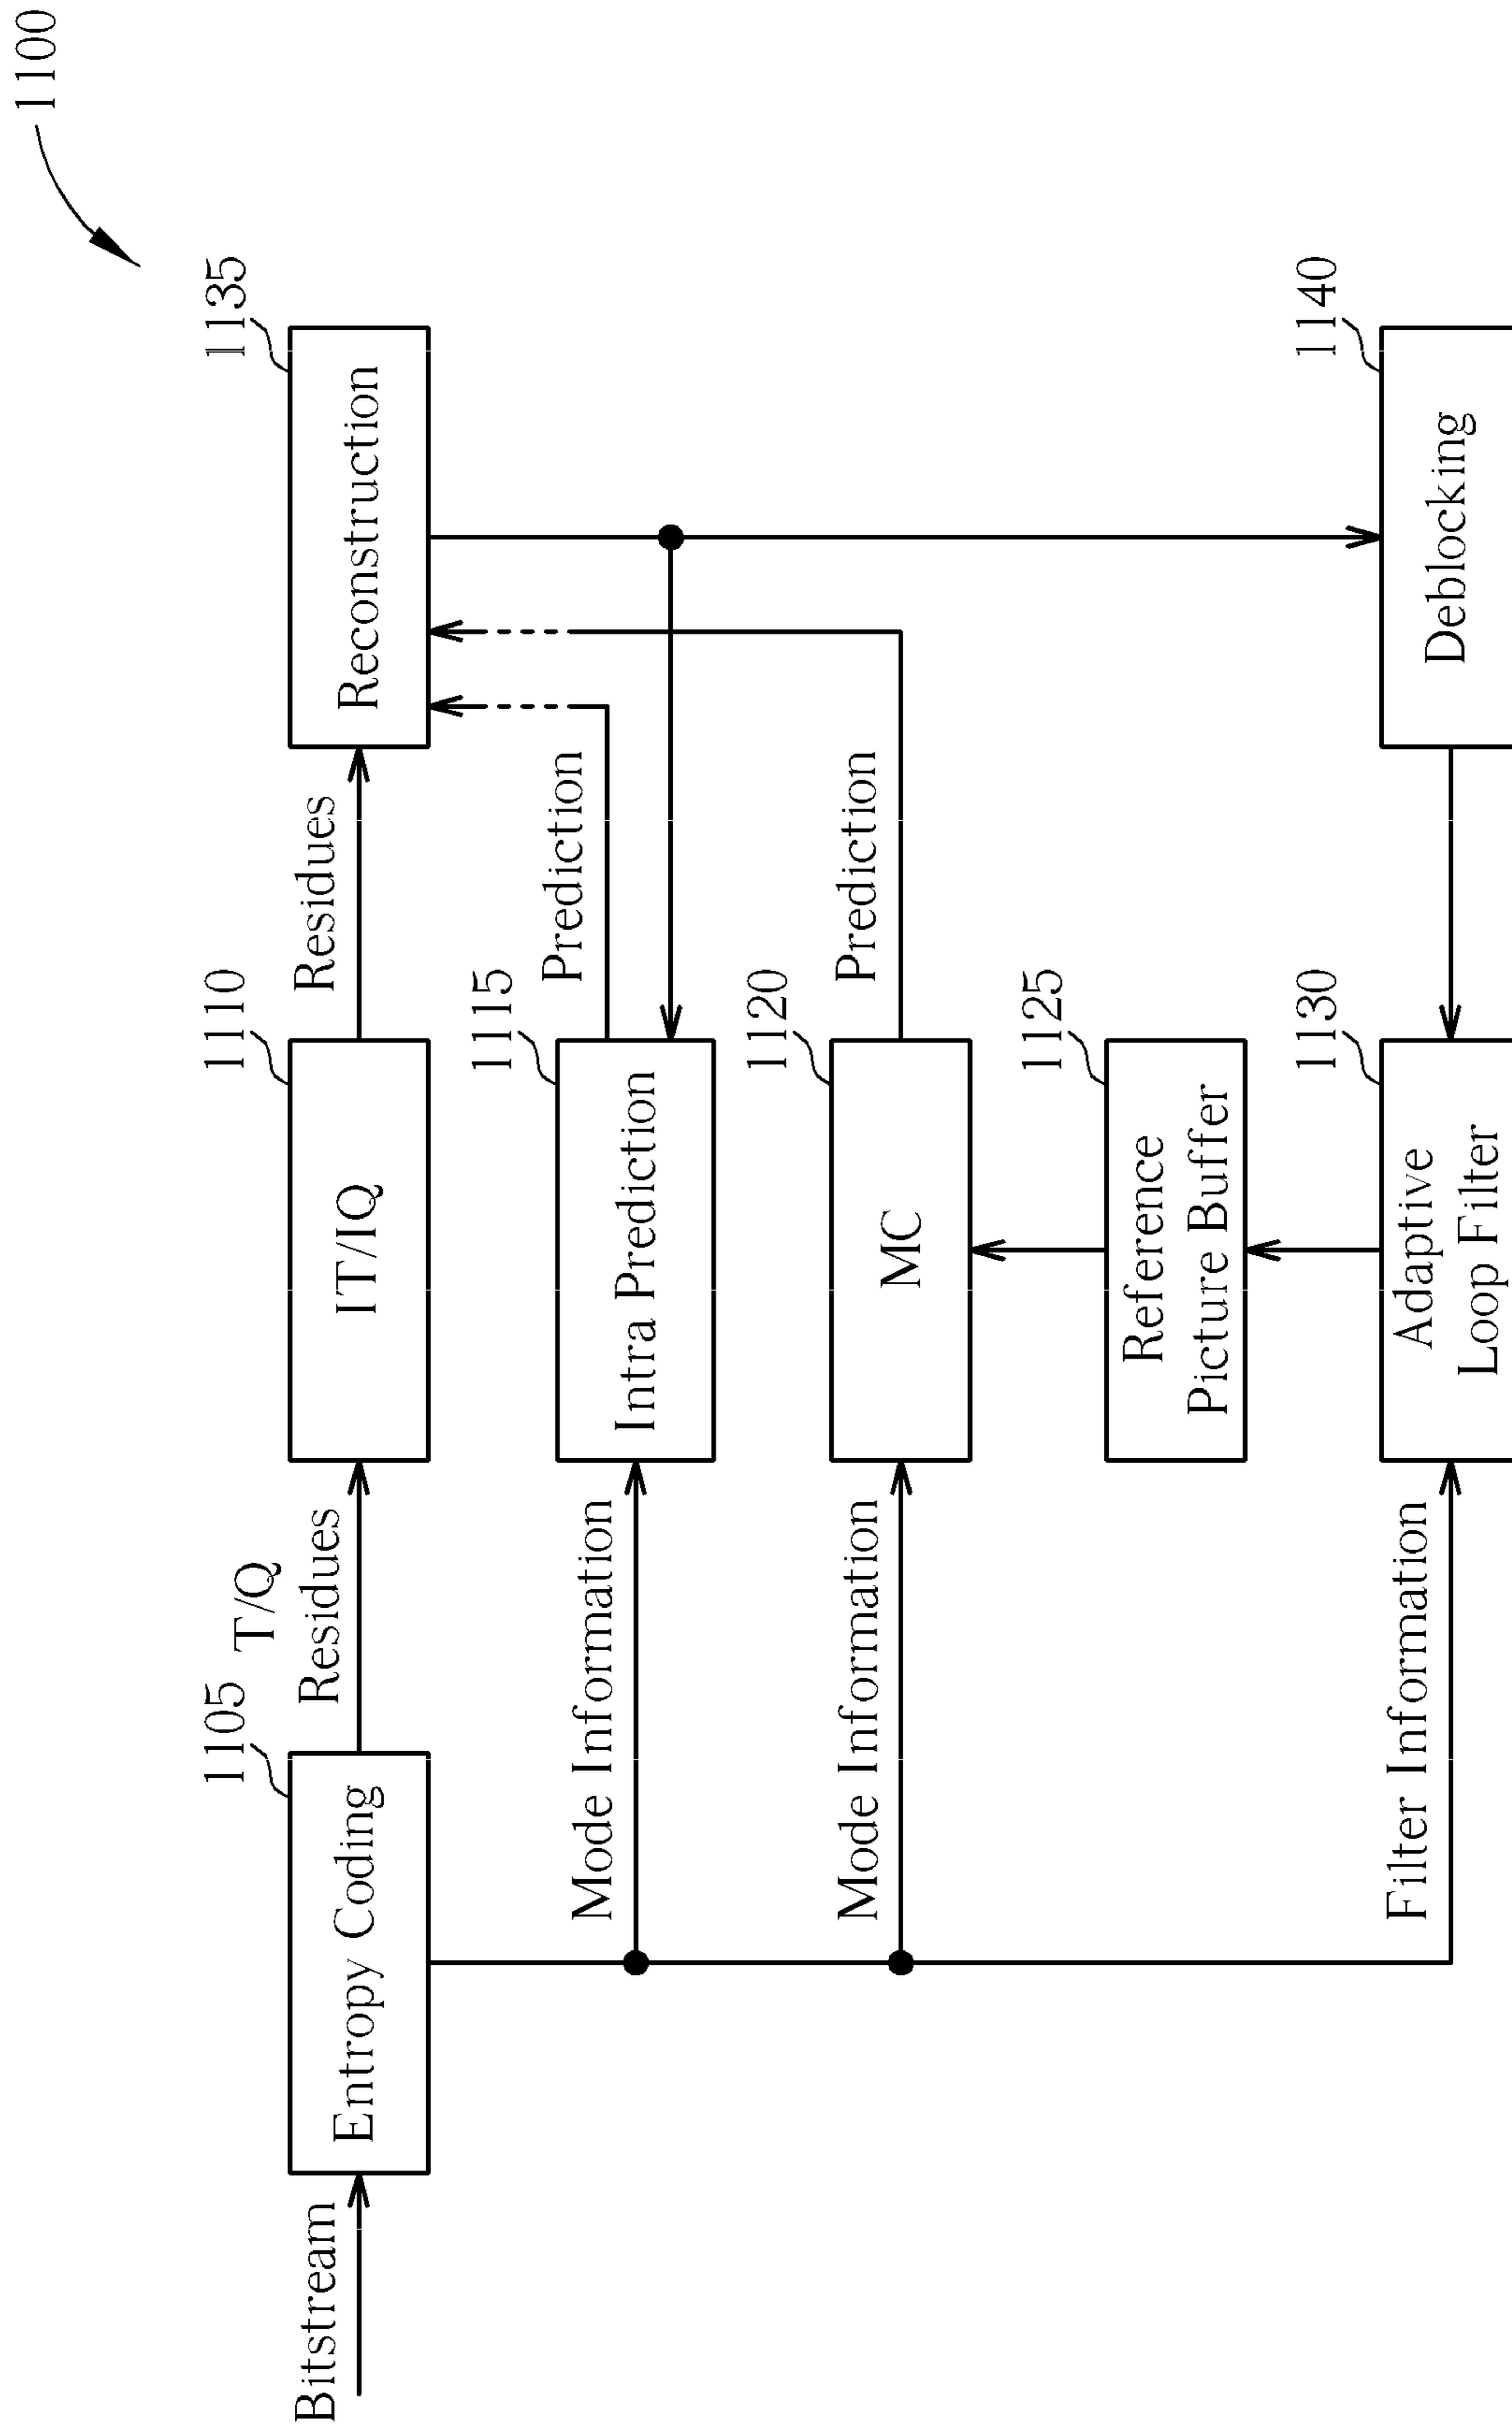 1100
Bitstream
Entropy Coding
1105
T/Q
Residues
IT/IQ
1110
Residues
Reconstruction
1135
Mode Information
Intra Prediction
1115
Prediction
Mode Information
MC
1120
Prediction
Reference
Picture Buffer
1125
Filter Information
Adaptive
Loop Filter
1130
Deblocking
1140